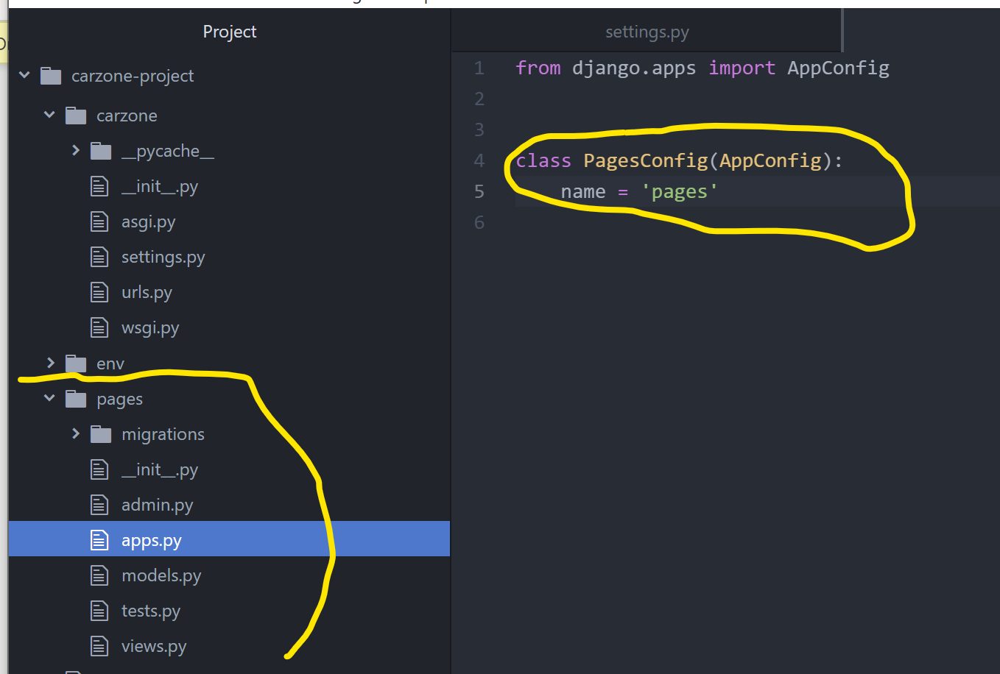 Project
settings.py
carzone-project
carzone
__pycache__
__init__.py
asgi.py
settings.py
urls.py
wsgi.py
env
pages
migrations
__init__.py
admin.py
apps.py
models.py
tests.py
views.py
1 from django.apps import AppConfig
2
3
4 class PagesConfig(AppConfig):
5     name = 'pages'
6